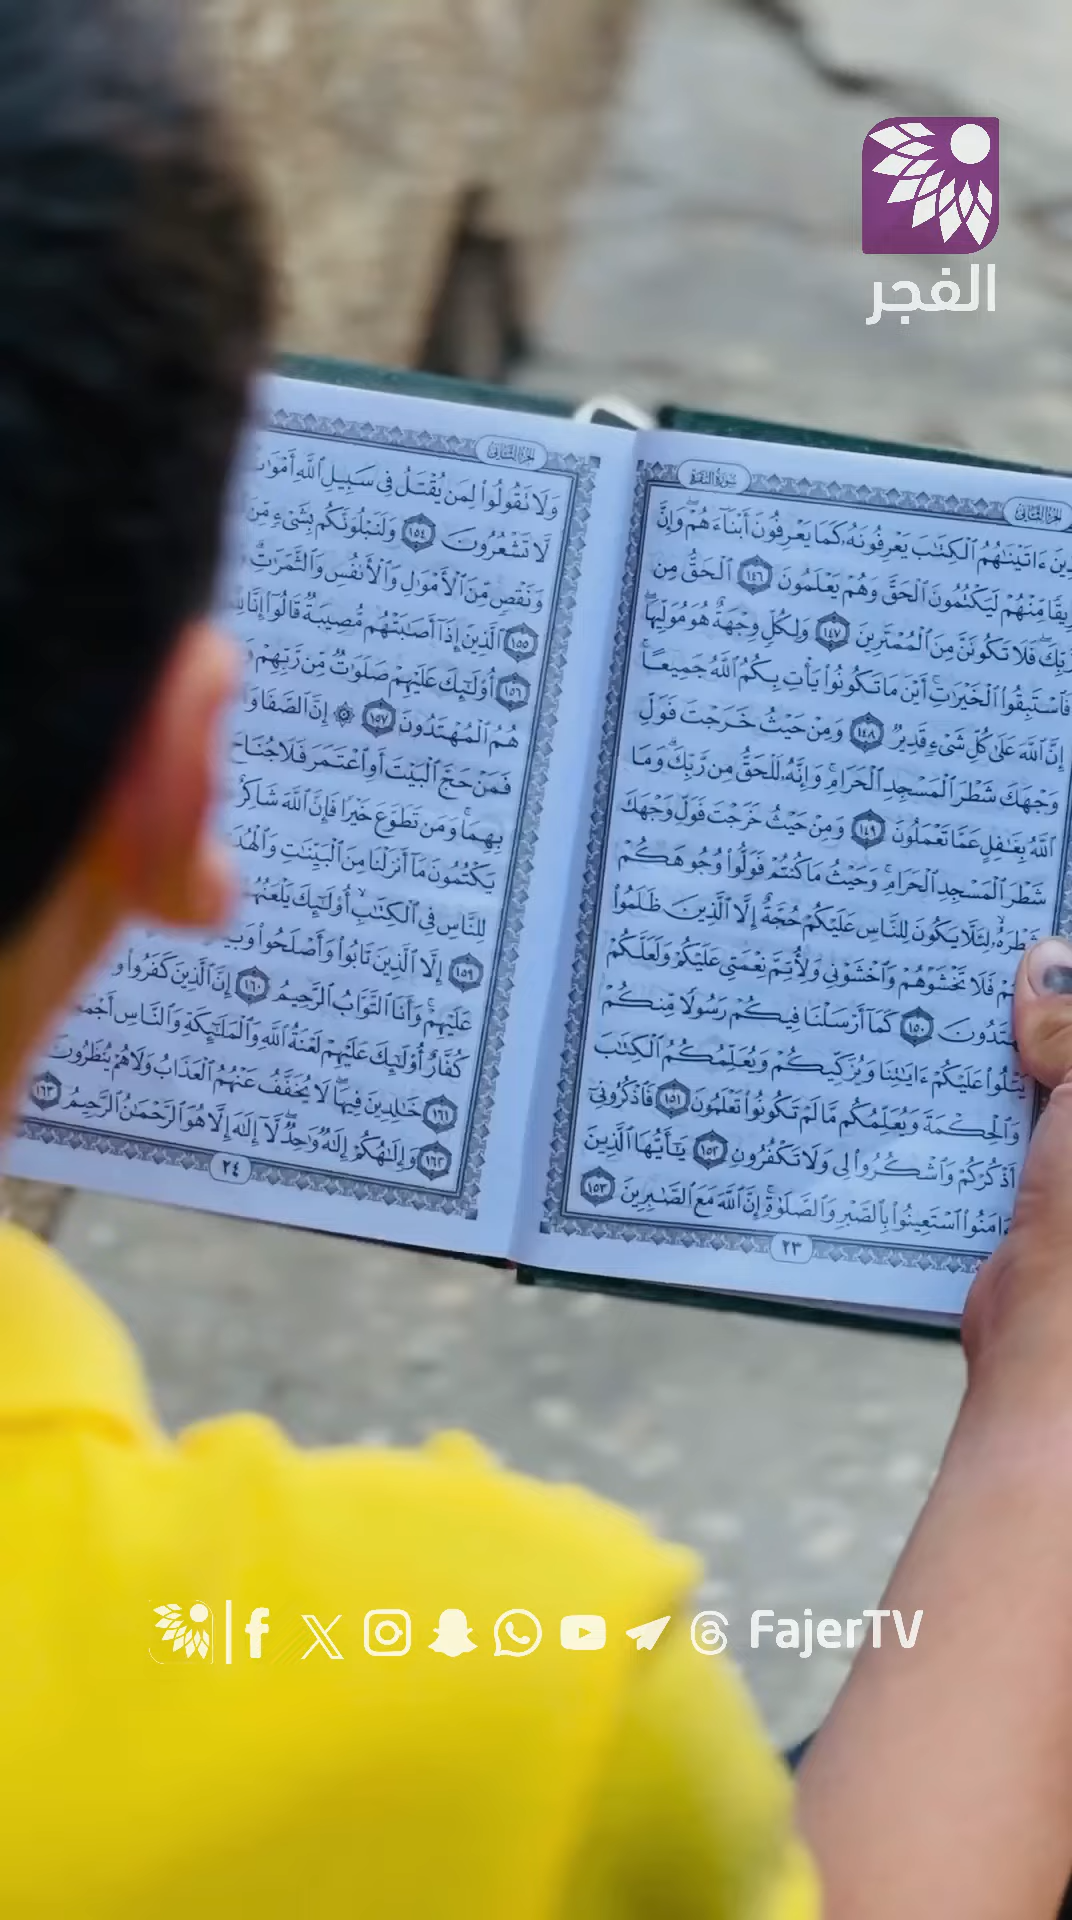 الفجر
سورة البقرة
الجزء الثاني
ءَاتَيْنَٰهُمُ ٱلْكِتَٰبَ يَعْرِفُونَهُۥ كَمَا يَعْرِفُونَ أَبْنَآءَهُمْ ۖ وَإِنَّ
مِّنْهُمْ لَيَكْتُمُونَ ٱلْحَقَّ وَهُمْ يَعْلَمُونَ ١٤٦ ٱلْحَقُّ مِن
رَّبِّكَ ۖ فَلَا تَكُونَنَّ مِنَ ٱلْمُمْتَرِينَ ١٤٧ وَلِكُلٍّ وِجْهَةٌ هُوَ مُوَلِّيهَا ۖ
فَٱسْتَبِقُوا۟ ٱلْخَيْرَٰتِ ۚ أَيْنَ مَا تَكُونُوا۟ يَأْتِ بِكُمُ ٱللَّهُ جَمِيعًا ۚ
إِنَّ ٱللَّهَ عَلَىٰ كُلِّ شَىْءٍ قَدِيرٌ ١٤٨ وَمِنْ حَيْثُ خَرَجْتَ فَوَلِّ
وَجْهَكَ شَطْرَ ٱلْمَسْجِدِ ٱلْحَرَامِ ۖ وَإِنَّهُۥ لَلْحَقُّ مِن رَّبِّكَ ۗ وَمَا
ٱللَّهُ بِغَٰفِلٍ عَمَّا تَعْمَلُونَ ١٤٩ وَمِنْ حَيْثُ خَرَجْتَ فَوَلِّ وَجْهَكَ
شَطْرَ ٱلْمَسْجِدِ ٱلْحَرَامِ ۚ وَحَيْثُ مَا كُنتُمْ فَوَلُّوا۟ وُجُوهَكُمْ
شَطْرَهُۥ لِئَلَّا يَكُونَ لِلنَّاسِ عَلَيْكُمْ حُجَّةٌ إِلَّا ٱلَّذِينَ ظَلَمُوا۟
فَلَا تَخْشَوْهُمْ وَٱخْشَوْنِى وَلِأُتِمَّ نِعْمَتِى عَلَيْكُمْ وَلَعَلَّكُمْ
تَهْتَدُونَ ١٥٠ كَمَآ أَرْسَلْنَا فِيكُمْ رَسُولًا مِّنكُمْ
يَتْلُوا۟ عَلَيْكُمْ ءَايَٰتِنَا وَيُزَكِّيكُمْ وَيُعَلِّمُكُمُ ٱلْكِتَٰبَ
وَٱلْحِكْمَةَ وَيُعَلِّمُكُم مَّا لَمْ تَكُونُوا۟ تَعْلَمُونَ ١٥١ فَٱذْكُرُونِىٓ
أَذْكُرْكُمْ وَٱشْكُرُوا۟ لِى وَلَا تَكْفُرُونِ ١٥٢ يَٰٓأَيُّهَا ٱلَّذِينَ
ءَامَنُوا۟ ٱسْتَعِينُوا۟ بِٱلصَّبْرِ وَٱلصَّلَوٰةِ ۚ إِنَّ ٱللَّهَ مَعَ ٱلصَّٰبِرِينَ ١٥٣
٢٣
الجزء الثاني
وَلَا تَقُولُوا۟ لِمَن يُقْتَلُ فِى سَبِيلِ ٱللَّهِ
لَّا تَشْعُرُونَ ١٥٤ وَلَنَبْلُوَنَّكُم بِشَىْءٍ مِّنَ
وَنَقْصٍ مِّنَ ٱلْأَمْوَٰلِ وَٱلْأَنفُسِ وَٱلثَّمَرَٰتِ ۗ
١٥٥ ٱلَّذِينَ إِذَآ أَصَٰبَتْهُم مُّصِيبَةٌ قَالُوٓا۟ إِنَّا لِلَّهِ
١٥٦ أُو۟لَٰٓئِكَ عَلَيْهِمْ صَلَوَٰتٌ مِّن رَّبِّهِمْ
هُمُ ٱلْمُهْتَدُونَ ١٥٧ ۞ إِنَّ ٱلصَّفَا
فَمَنْ حَجَّ ٱلْبَيْتَ أَوِ ٱعْتَمَرَ فَلَا جُنَاحَ
بِهِمَا ۚ وَمَن تَطَوَّعَ خَيْرًا فَإِنَّ ٱللَّهَ شَاكِرٌ
يَكْتُمُونَ مَآ أَنزَلْنَا مِنَ ٱلْبَيِّنَٰتِ
لِلنَّاسِ فِى ٱلْكِتَٰبِ ۙ أُو۟لَٰٓئِكَ
١٥٩ إِلَّا ٱلَّذِينَ تَابُوا۟ وَأَصْلَحُوا۟
عَلَيْهِمْ ۚ وَأَنَا ٱلتَّوَّابُ ٱلرَّحِيمُ ١٦٠ إِنَّ ٱلَّذِينَ كَفَرُوا۟
كُفَّارٌ أُو۟لَٰٓئِكَ عَلَيْهِمْ لَعْنَةُ ٱللَّهِ وَٱلْمَلَٰٓئِكَةِ وَٱلنَّاسِ
١٦١ خَٰلِدِينَ فِيهَا ۖ لَا يُخَفَّفُ عَنْهُمُ ٱلْعَذَابُ وَلَا هُمْ يُنظَرُونَ
١٦٢ وَإِلَٰهُكُمْ إِلَٰهٌ وَٰحِدٌ ۖ لَّآ إِلَٰهَ إِلَّا هُوَ ٱلرَّحْمَٰنُ ٱلرَّحِيمُ ١٦٣
٢٤
FajerTV